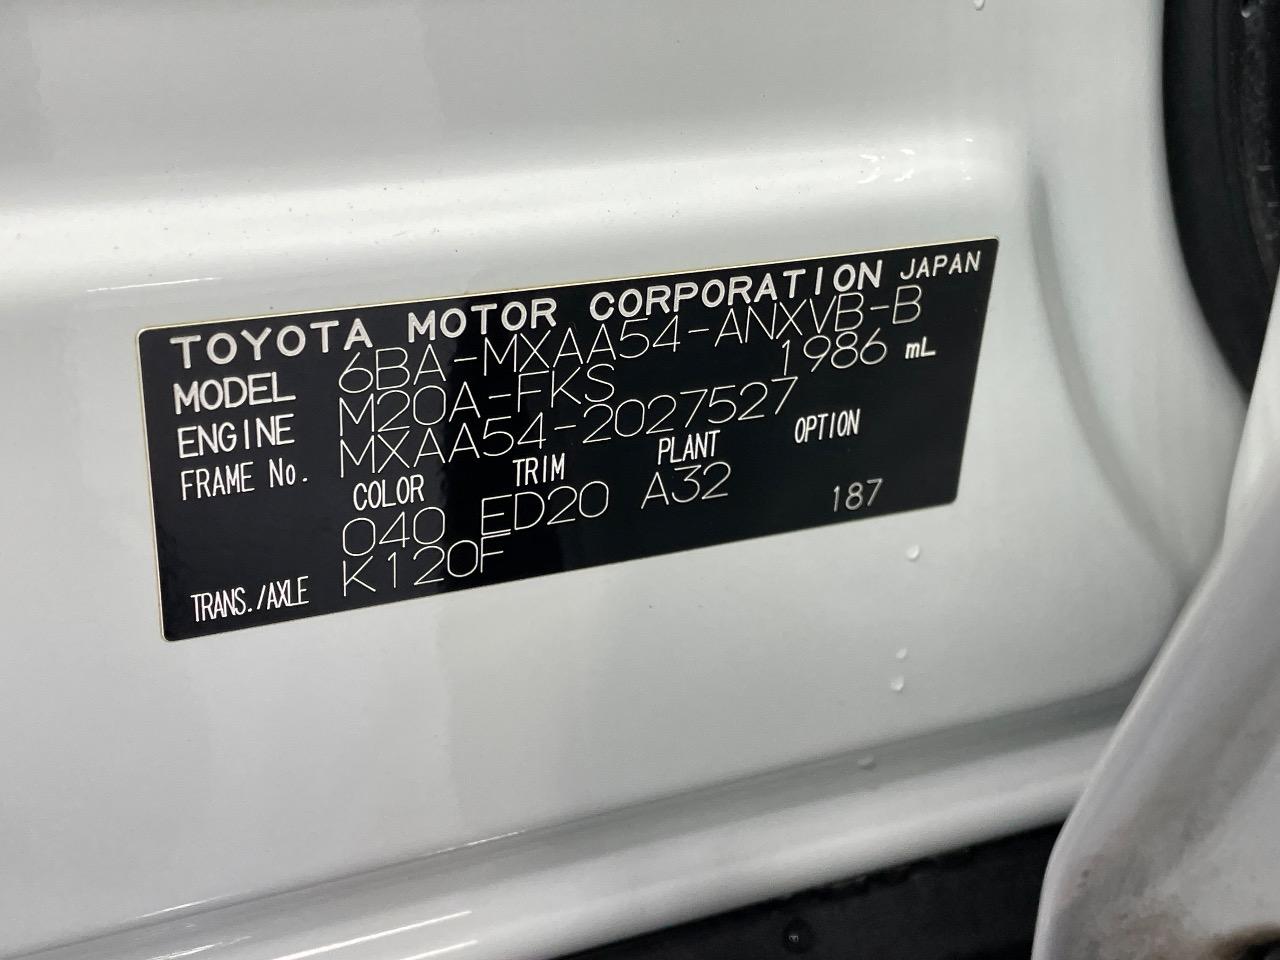 TOYOTA MOTOR CORPORATION JAPAN
MODEL 6BA-MXAA54-ANXVB-B
ENGINE M20A-FKS 1986 mL
FRAME No. MXAA54-2027527
COLOR TRIM PLANT OPTION
040 ED20 A32 187
TRANS./AXLE K120F